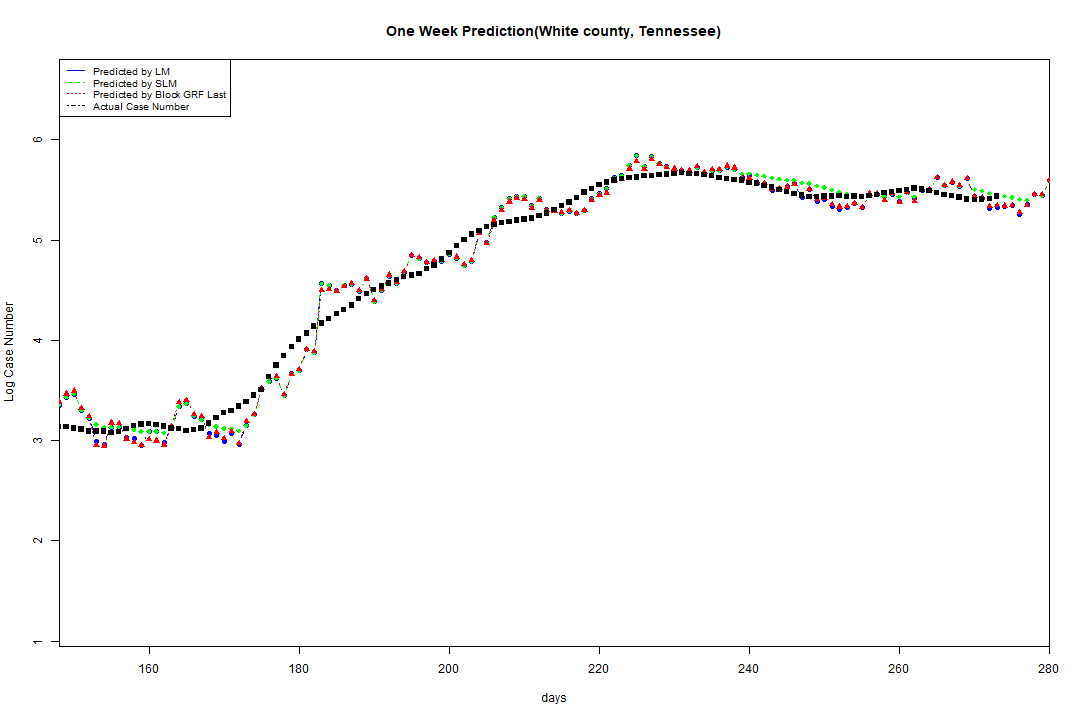 One Week Prediction(White county, Tennessee)
Predicted by LM
Predicted by SLM
Predicted by Block GRF Last
Actual Case Number
6
5
4
3
2
1
Log Case Number
160 180 200 220 240 260 280
days